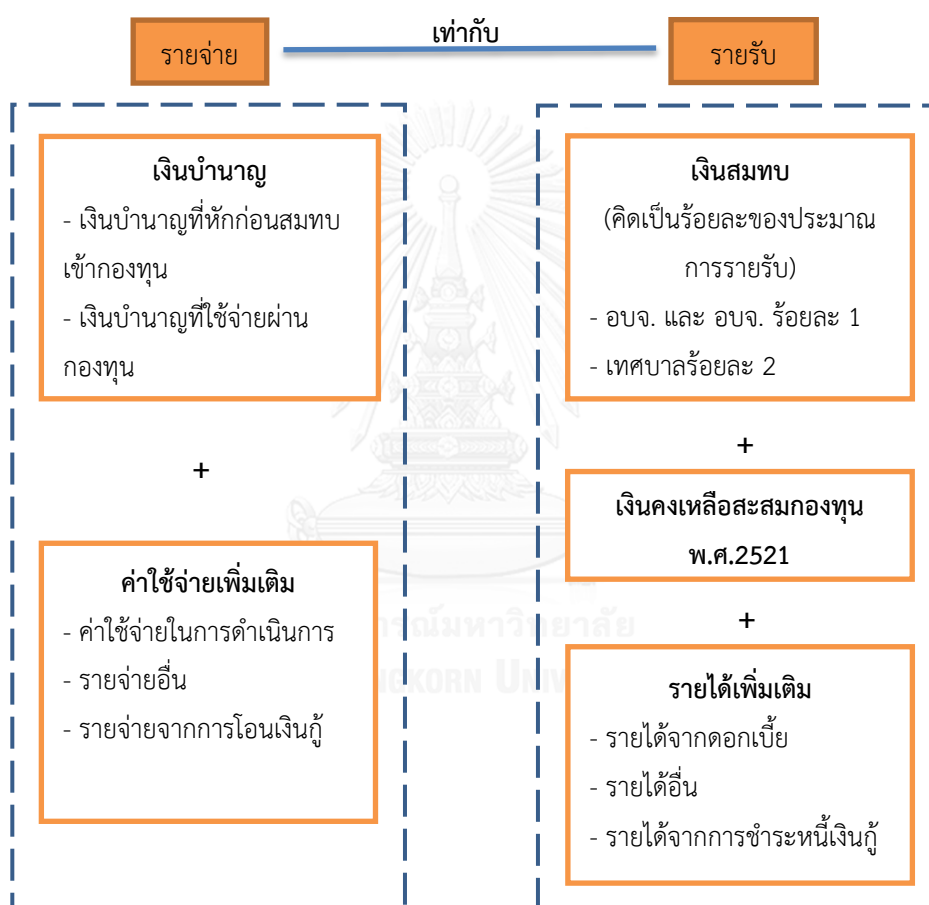 เท่ากับ
รายจ่าย
รายรับ
เงินบำนาญ
- เงินบำนาญที่หักก่อนสมทบ
เข้ากองทุน
- เงินบำนาญที่ใช้จ่ายผ่าน
กองทุน
+
ค่าใช้จ่ายเพิ่มเติม
- ค่าใช้จ่ายในการดำเนินการ
- รายจ่ายอื่น
- รายจ่ายจากการโอนเงินกู้
เงินสมทบ
(คิดเป็นร้อยละของประมาณ
การรายรับ)
- อบจ. และ อบจ. ร้อยละ 1
- เทศบาลร้อยละ 2
+
เงินคงเหลือสะสมกองทุน
พ.ศ.2521
+
รายได้เพิ่มเติม
- รายได้จากดอกเบี้ย
- รายได้อื่น
- รายได้จากการชำระหนี้เงินกู้